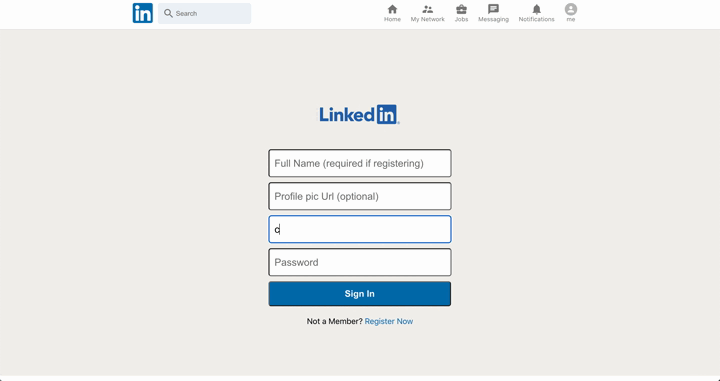 in Search Home My Network Jobs Messaging Notifications me
Linkedin
Full Name (required if registering)
Profile pic Url (optional)
c
Password
Sign In
Not a Member? Register Now